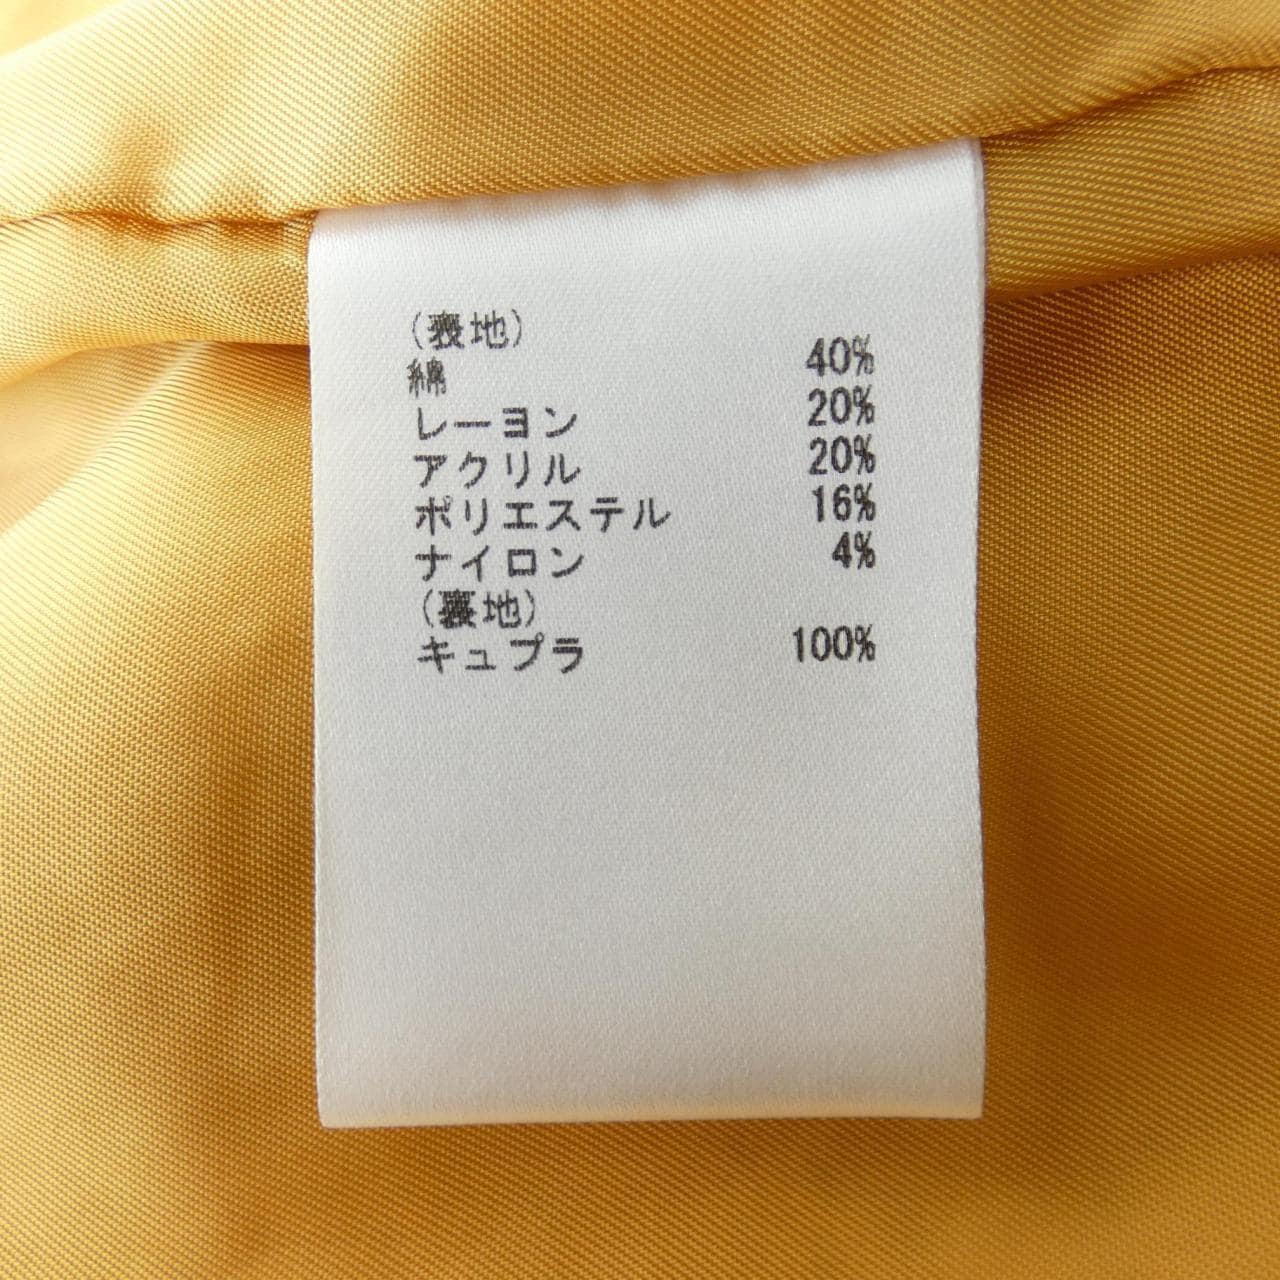 (表地)
綿 40%
レーヨン 20%
アクリル 20%
ポリエステル 16%
ナイロン 4%
(裏地)
キュプラ 100%